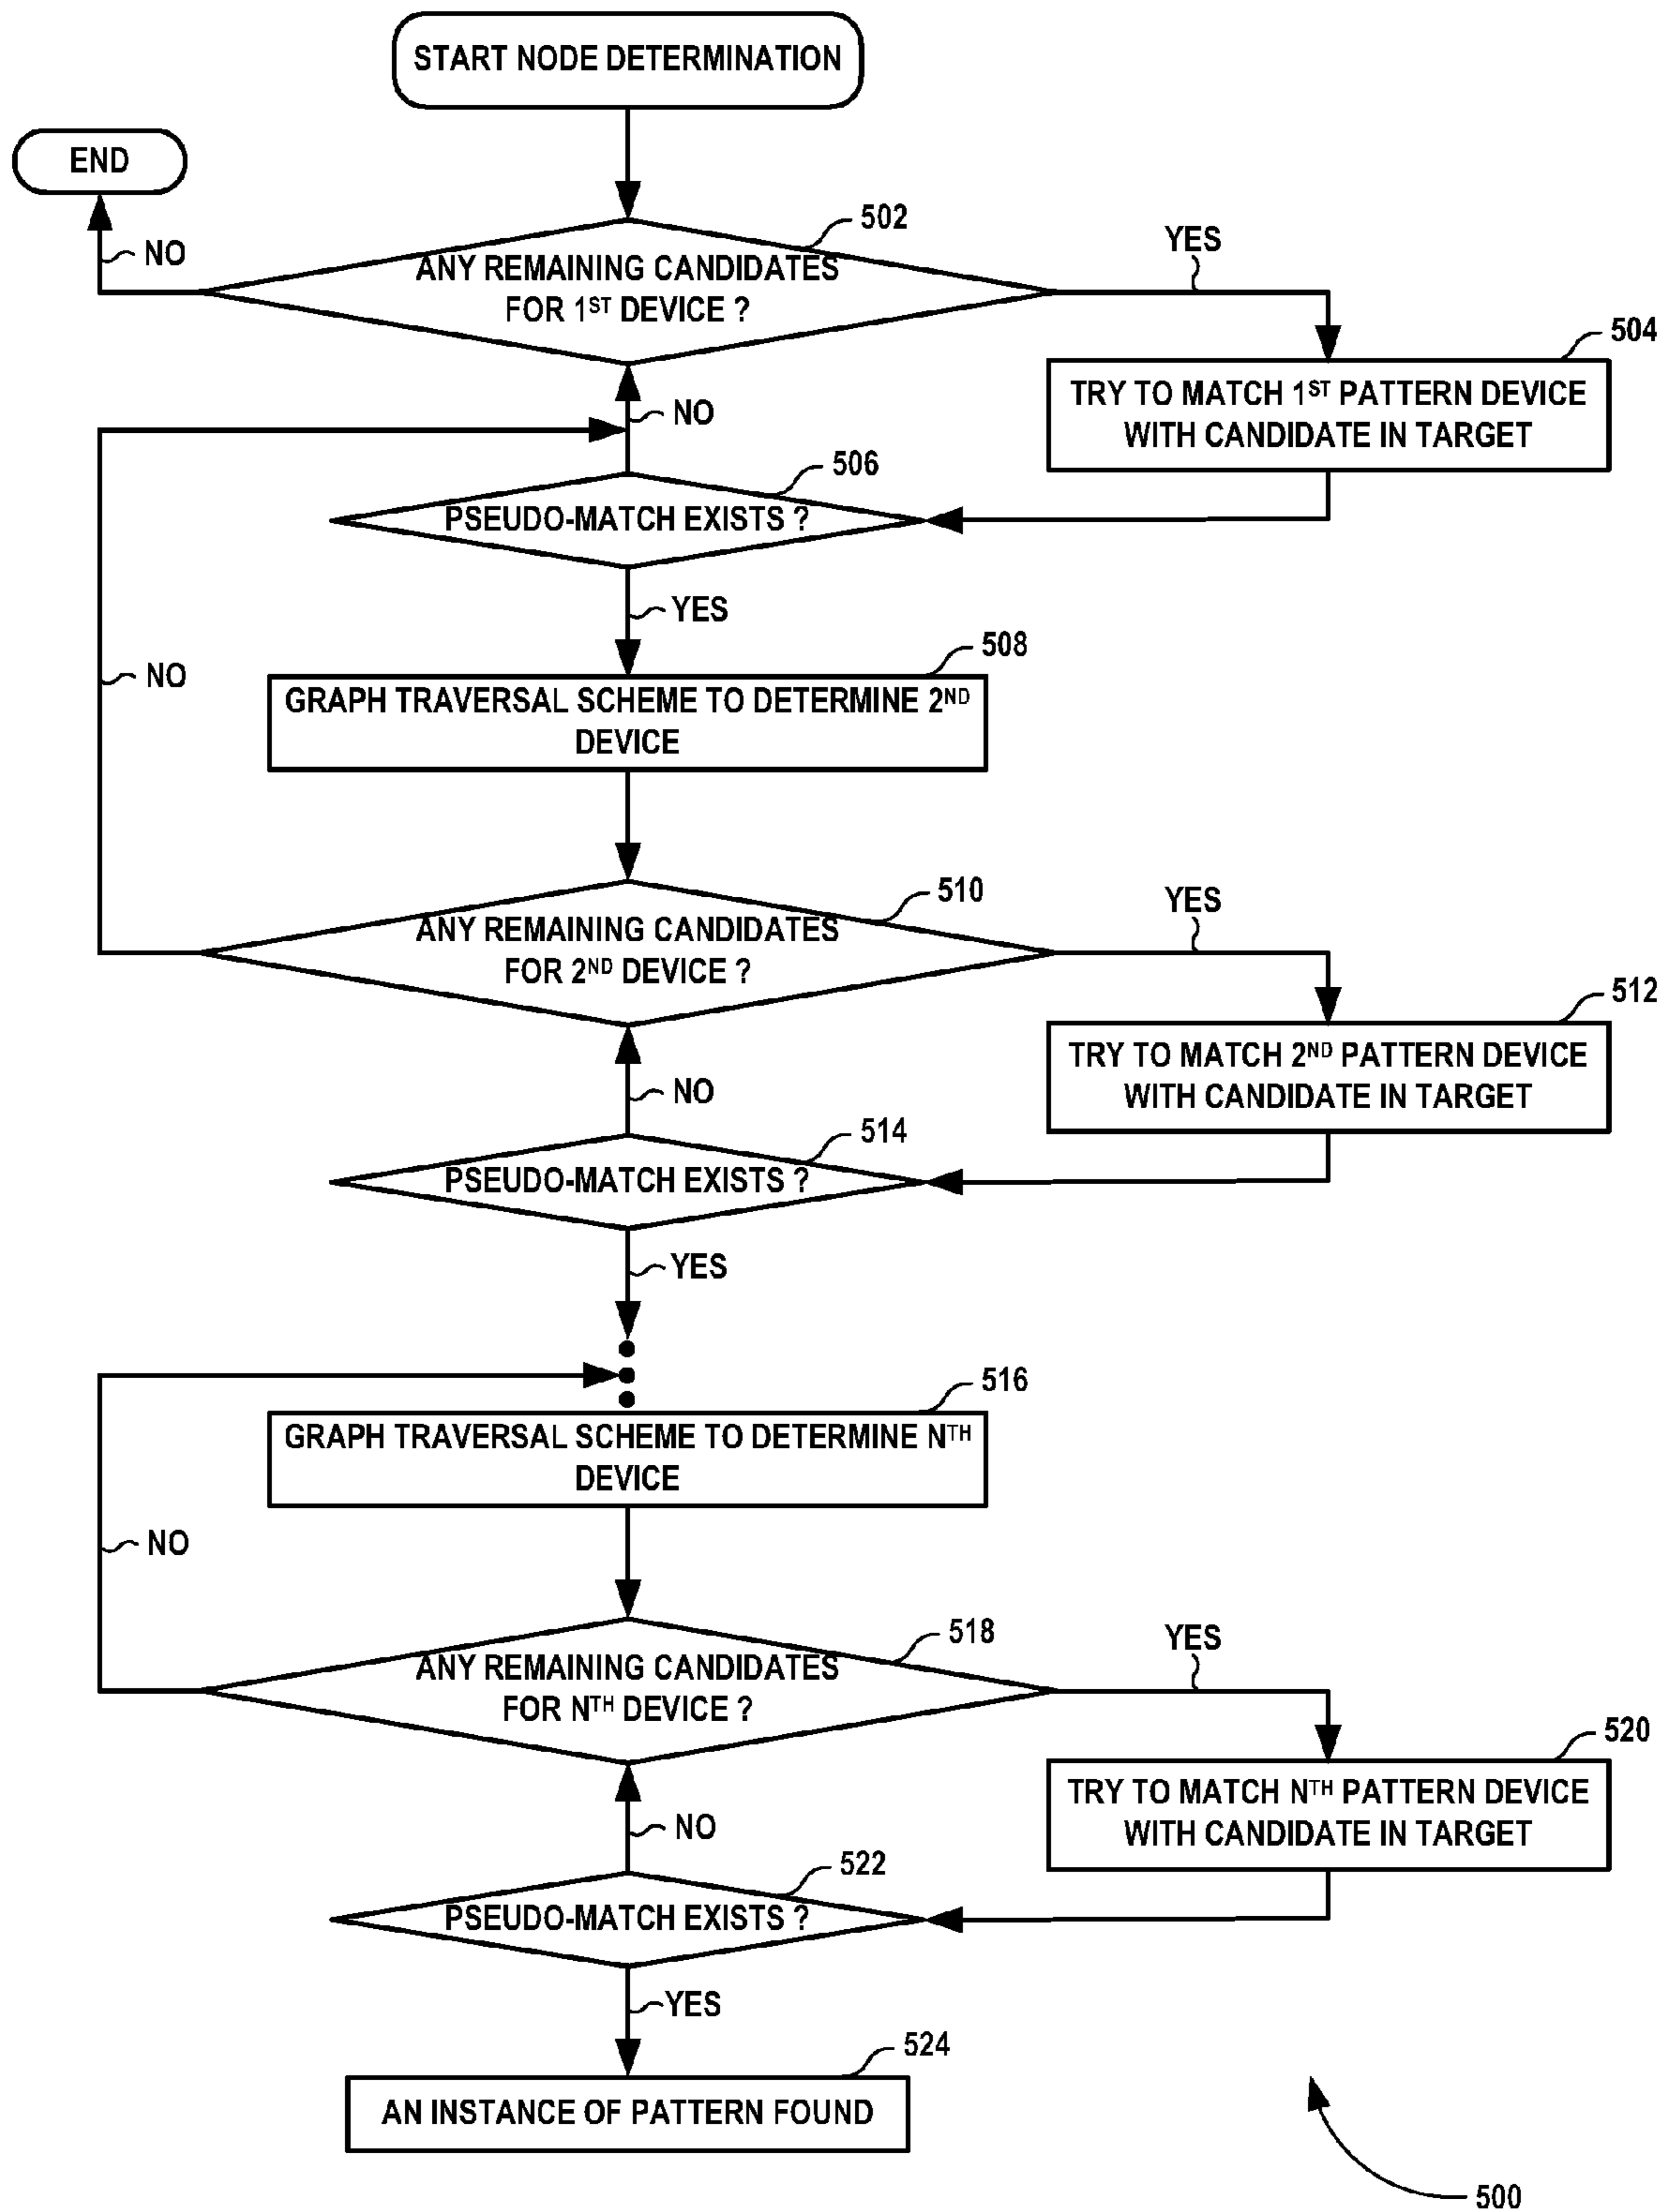 START NODE DETERMINATION
END
502
NO
YES
ANY REMAINING CANDIDATES
FOR 1ST DEVICE ?
504
TRY TO MATCH 1ST PATTERN DEVICE
WITH CANDIDATE IN TARGET
NO
506
PSEUDO-MATCH EXISTS ?
YES
508
NO
GRAPH TRAVERSAL SCHEME TO DETERMINE 2ND
DEVICE
510
YES
ANY REMAINING CANDIDATES
FOR 2ND DEVICE ?
512
TRY TO MATCH 2ND PATTERN DEVICE
WITH CANDIDATE IN TARGET
NO
514
PSEUDO-MATCH EXISTS ?
YES
516
GRAPH TRAVERSAL SCHEME TO DETERMINE NTH
DEVICE
NO
518
YES
ANY REMAINING CANDIDATES
FOR NTH DEVICE ?
520
TRY TO MATCH NTH PATTERN DEVICE
WITH CANDIDATE IN TARGET
NO
522
PSEUDO-MATCH EXISTS ?
YES
524
AN INSTANCE OF PATTERN FOUND
500